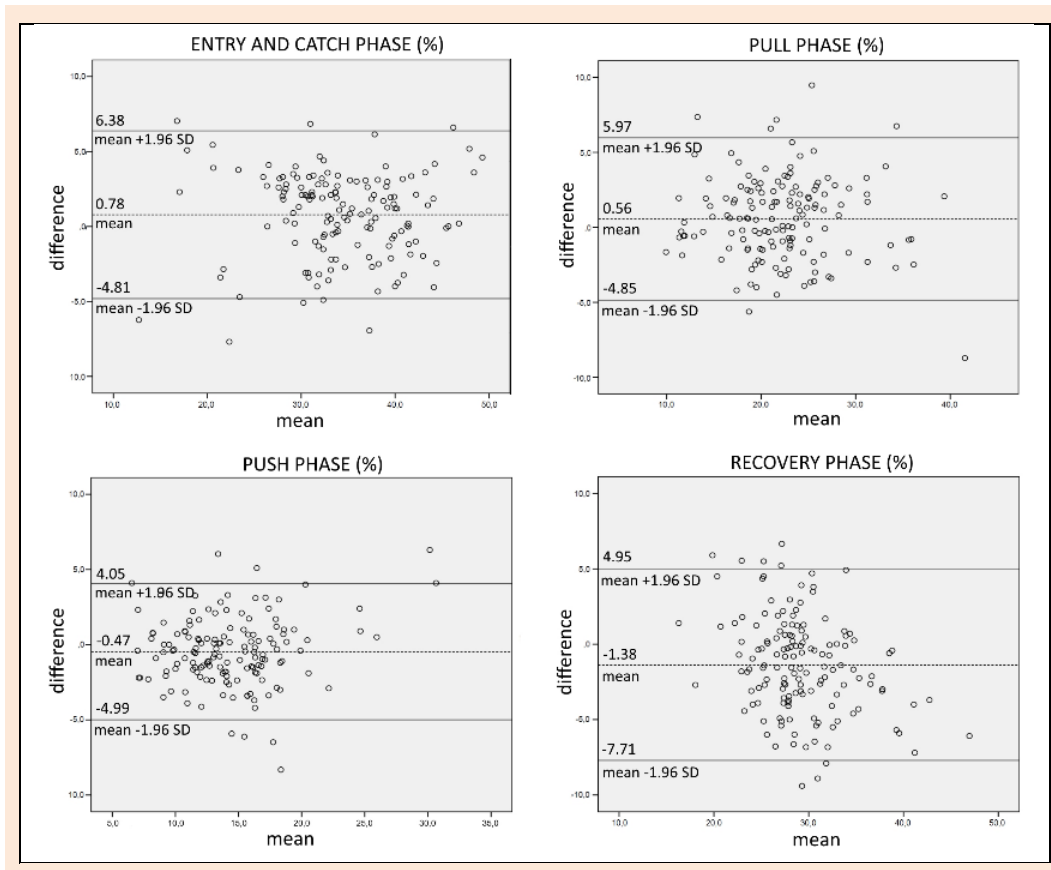 ENTRY AND CATCH PHASE (%)
difference
10,0
6.38
mean +1.96 SD
5,0
0.78
,0
mean
-4.81
-5,0
mean -1.96 SD
-10,0
10,0 20,0 30,0 40,0 50,0
mean
PULL PHASE (%)
difference
10,0
5.97
mean +1.96 SD
5,0
0.56
,0
mean
-4.85
-5,0
mean -1.96 SD
-10,0
10,0 20,0 30,0 40,0
mean
PUSH PHASE (%)
difference
10,0
5,0
4.05
mean +1.96 SD
-0.47
,0
mean
-4.99
-5,0
mean -1.96 SD
-10,0
5,0 10,0 15,0 20,0 25,0 30,0 35,0
mean
RECOVERY PHASE (%)
difference
10,0
4.95
5,0
mean +1.96 SD
,0
-1.38
mean
-5,0
-7.71
mean -1.96 SD
-10,0
10,0 20,0 30,0 40,0 50,0
mean